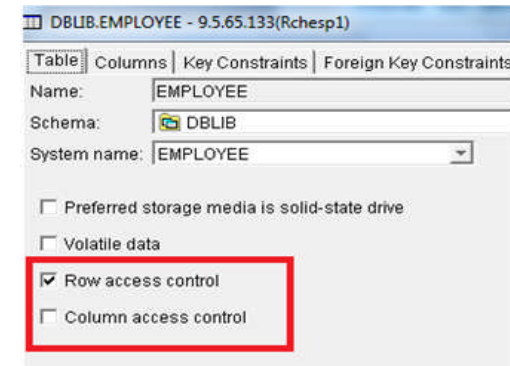 DBLIB.EMPLOYEE - 9.5.65.133(Rchesp1)
Table Columns Key Constraints Foreign Key Constraints
Name: EMPLOYEE
Schema: DBLIB
System name: EMPLOYEE
Preferred storage media is solid-state drive
Volatile data
Row access control
Column access control